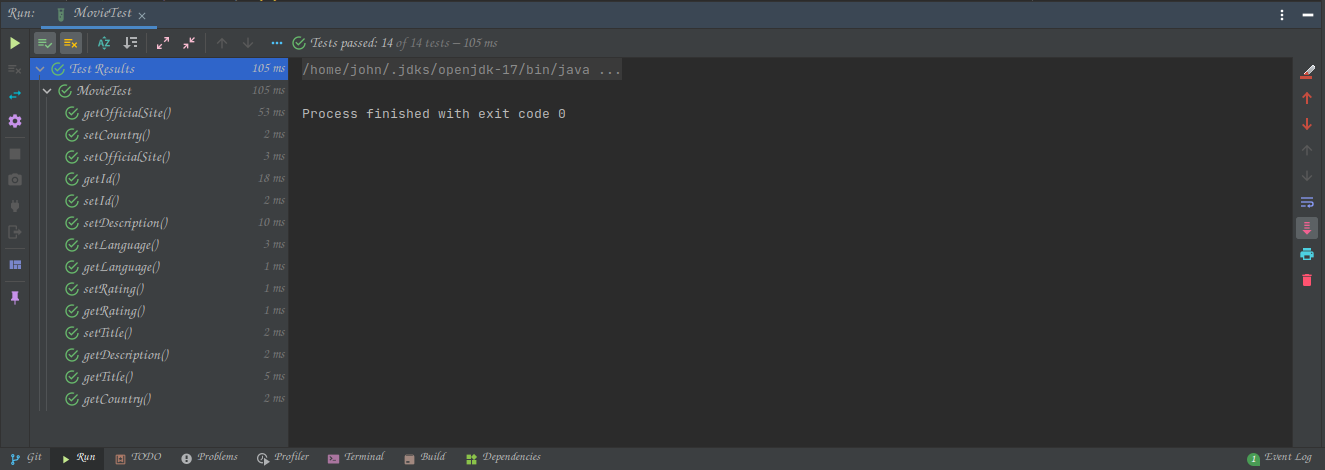 Run: MovieTest
Tests passed: 14 of 14 tests – 105 ms
Test Results 105 ms
MovieTest 105 ms
getOfficialSite() 53 ms
setCountry() 2 ms
setOfficialSite() 3 ms
getId() 18 ms
setId() 2 ms
setDescription() 10 ms
setLanguage() 3 ms
getLanguage() 1 ms
setRating() 1 ms
getRating() 1 ms
setTitle() 2 ms
getDescription() 2 ms
getTitle() 5 ms
getCountry() 2 ms
/home/john/.jdks/openjdk-17/bin/java ...
Process finished with exit code 0
Git Run TODO Problems Profiler Terminal Build Dependencies 1 Event Log